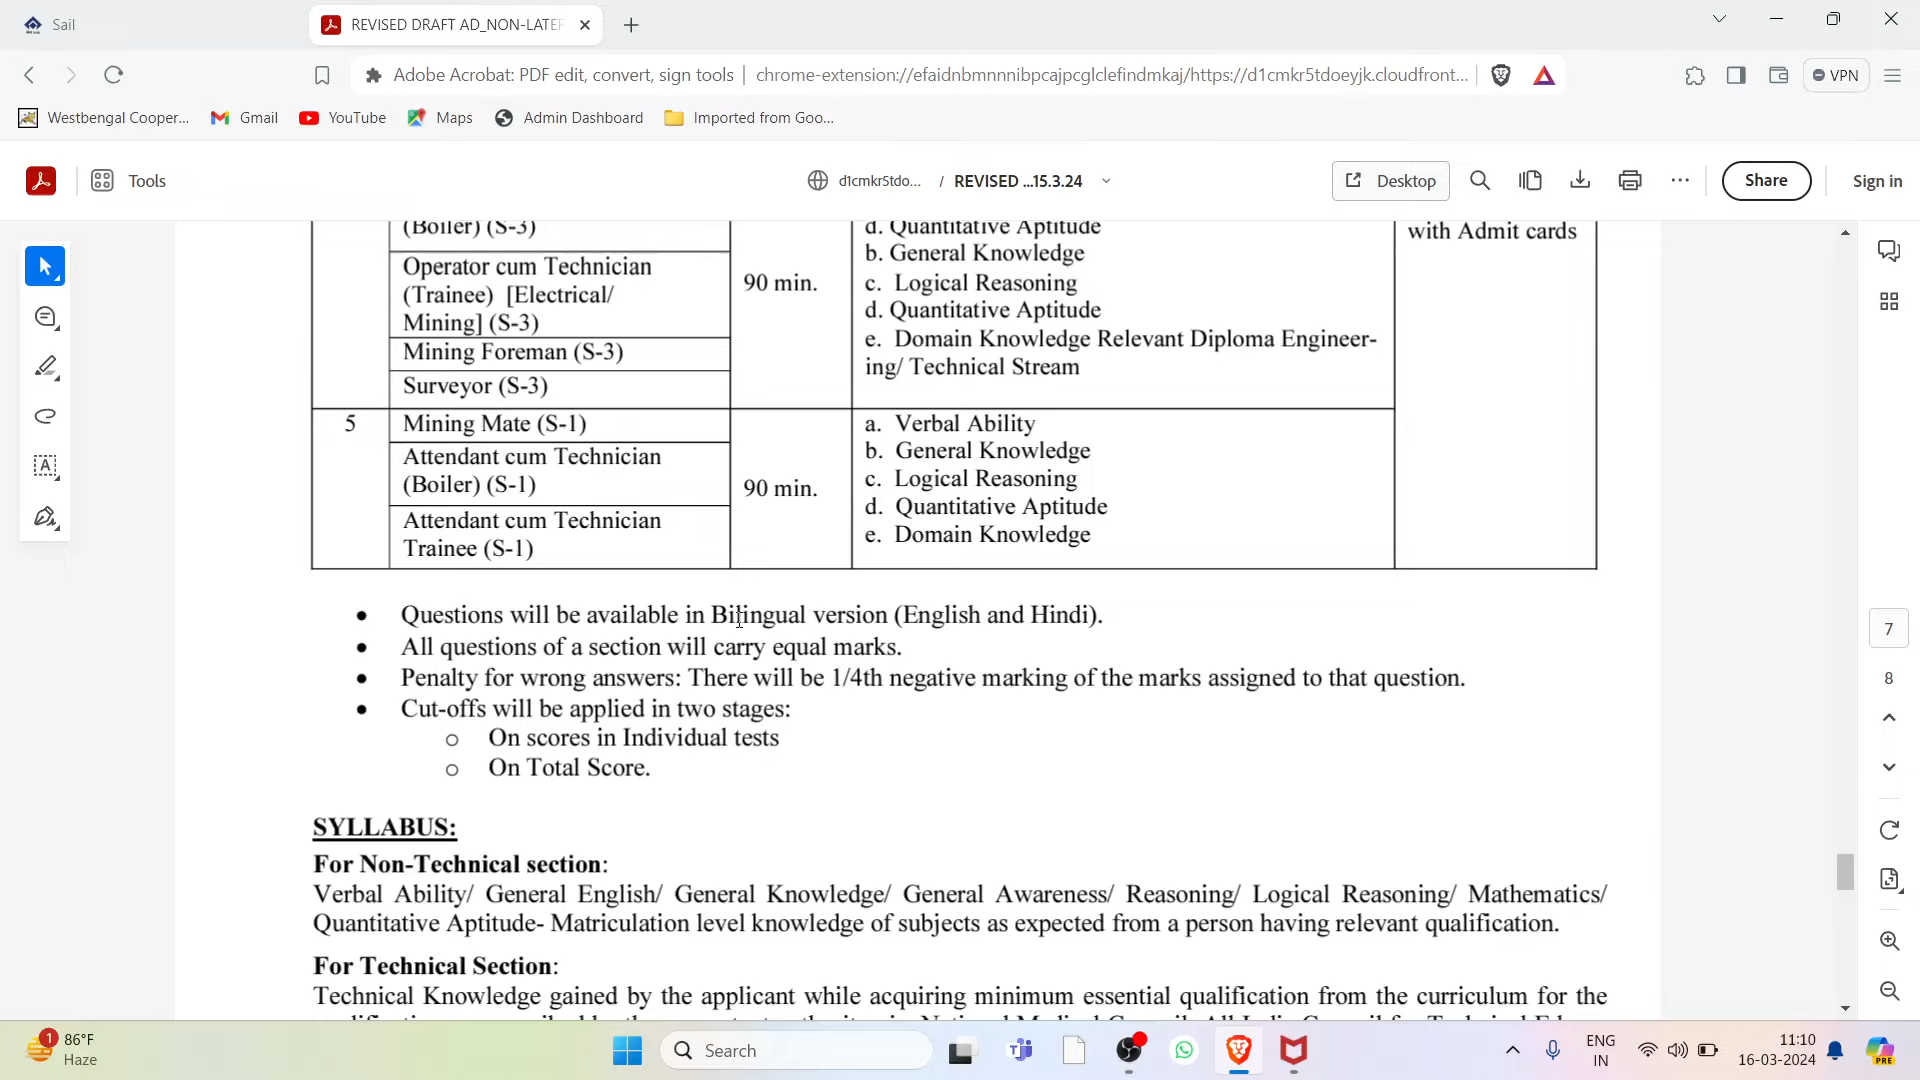 Sail
REVISED DRAFT AD_NON-LATE
Adobe Acrobat: PDF edit, convert, sign tools
chrome-extension://efaidnbmnnnibpcajpcglclefindmkaj/https://d1cmkr5tdoeyjk.cloudfront...
VPN
Westbengal Cooper...
Gmail
YouTube
Maps
Admin Dashboard
Imported from Goo...
Tools
d1cmkr5tdo...
/ REVISED ...15.3.24
Desktop
Share
Sign in
(Boiler) (S-3)
Operator cum Technician
(Trainee) [Electrical/
Mining] (S-3)
Mining Foreman (S-3)
Surveyor (S-3)
90 min.
d. Quantitative Aptitude
b. General Knowledge
c. Logical Reasoning
d. Quantitative Aptitude
e. Domain Knowledge Relevant Diploma Engineer-
ing/ Technical Stream
with Admit cards
5
Mining Mate (S-1)
Attendant cum Technician
(Boiler) (S-1)
Attendant cum Technician
Trainee (S-1)
90 min.
a. Verbal Ability
b. General Knowledge
c. Logical Reasoning
d. Quantitative Aptitude
e. Domain Knowledge
• Questions will be available in Bilingual version (English and Hindi).
• All questions of a section will carry equal marks.
• Penalty for wrong answers: There will be 1/4th negative marking of the marks assigned to that question.
• Cut-offs will be applied in two stages:
o On scores in Individual tests
o On Total Score.
SYLLABUS:
For Non-Technical section:
Verbal Ability/ General English/ General Knowledge/ General Awareness/ Reasoning/ Logical Reasoning/ Mathematics/
Quantitative Aptitude- Matriculation level knowledge of subjects as expected from a person having relevant qualification.
For Technical Section:
Technical Knowledge gained by the applicant while acquiring minimum essential qualification from the curriculum for the
7
8
1
86°F
Haze
Search
PRE
ENG
IN
11:10
16-03-2024